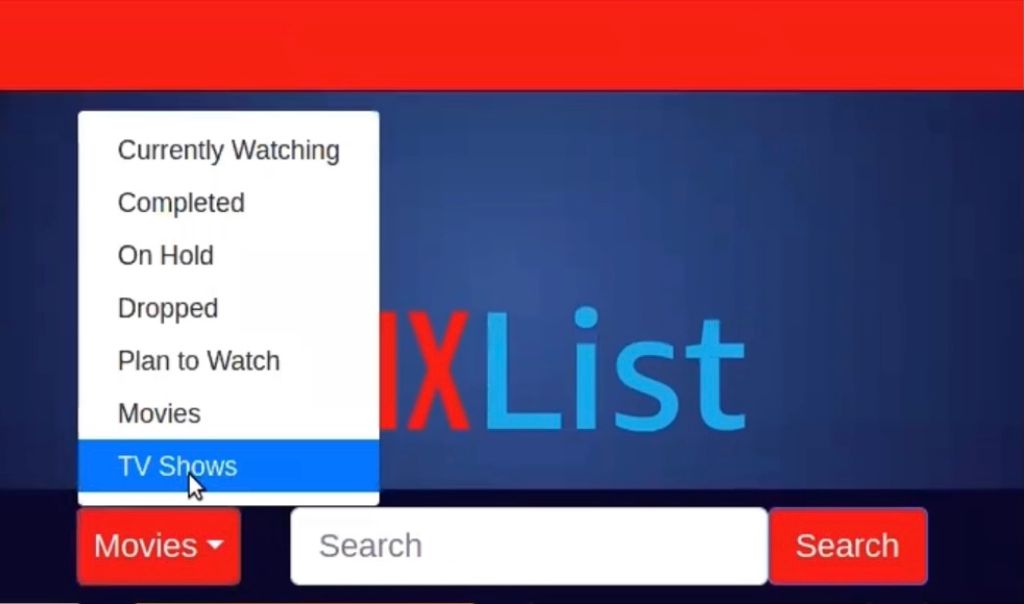 Currently Watching
Completed
On Hold
Dropped
Plan to Watch
Movies
TV Shows
IXList
Movies
Search
Search